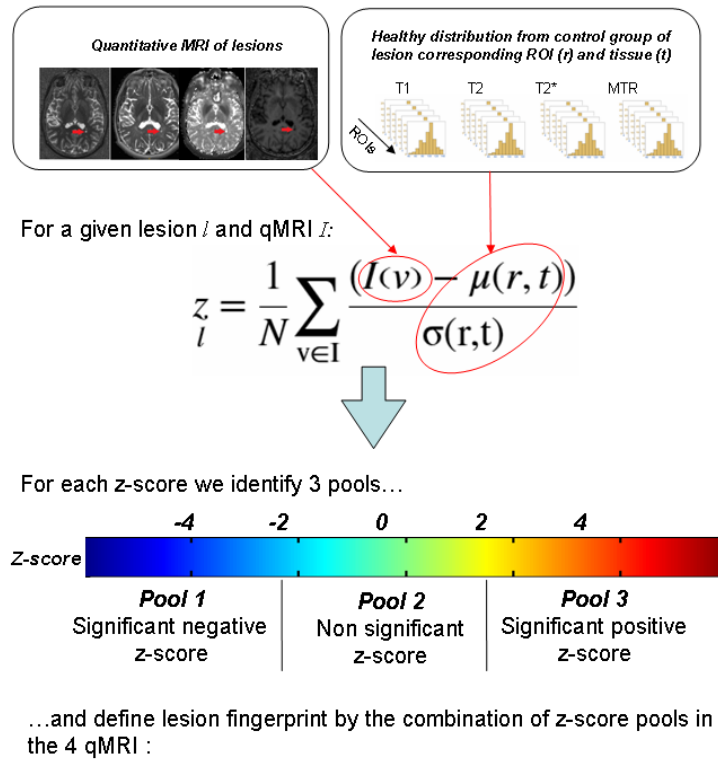 Quantitative MRI of lesions
Healthy distribution from control group of
lesion corresponding ROI (r) and tissue (t)
T1 T2 T2* MTR
ROIs
For a given lesion l and qMRI I:
z_l = 1/N ∑_{v∈I} (I(v) − μ(r, t)) / σ(r,t)
For each z-score we identify 3 pools…
-4 -2 0 2 4
Z-score
Pool 1 Pool 2 Pool 3
Significant negative Non significant Significant positive
z-score z-score z-score
…and define lesion fingerprint by the combination of z-score pools in
the 4 qMRI :